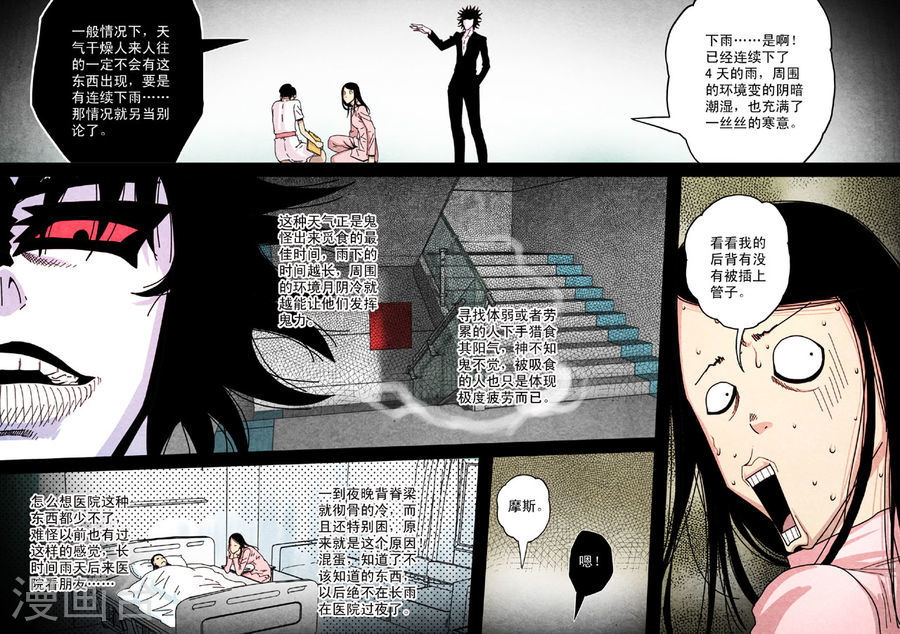 一般情况下，天
气干燥人来人往
的一定不会有这
东西出现，要是
有连续下雨……
那情况就另当别
论了。
下雨……是啊！
已经连续下了
4天的雨，周围
的环境变的阴暗
潮湿，也充满了
一丝丝的寒意。
这种天气正是鬼
怪出来觅食的最
佳时间，雨下的
时间越长，周围
的环境月阴冷就
越能让他们发挥
鬼力。
寻找体弱或者劳
累的人下手猎食
其阳气，神不知
鬼不觉，被吸食
的人也只是体现
极度疲劳而已。
看看我的
后背有没
有被插上
管子。
怎么想医院这种
东西都少不了，
难怪以前也有过
这样的感觉，长
时间雨天后来医
院看朋友……
一到夜晚背脊梁
就彻骨的冷，而
且还特别困，原
来就是这个原因！
混蛋，知道了不
该知道的东西，
以后绝不在长雨
在医院过夜了。
摩斯。
嗯！
漫画台